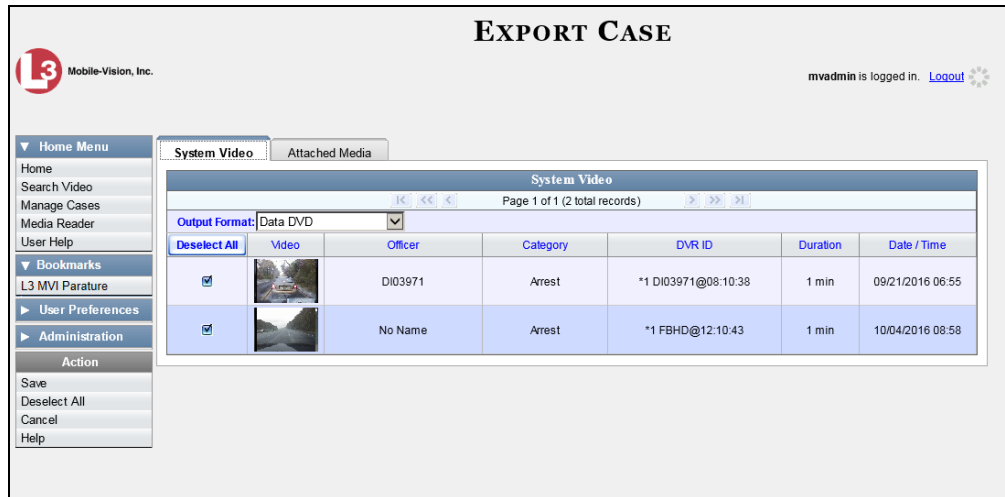 EXPORT CASE
L3 Mobile-Vision, Inc.
mvadmin is logged in. Logout
▼ Home Menu
Home
Search Video
Manage Cases
Media Reader
User Help
▼ Bookmarks
L3 MVI Parature
▶ User Preferences
▶ Administration
Action
Save
Deselect All
Cancel
Help
System Video Attached Media
System Video
Page 1 of 1 (2 total records)
Output Format: Data DVD
Deselect All Video Officer Category DVR ID Duration Date / Time
DI03971 Arrest *1 DI03971@08:10:38 1 min 09/21/2016 06:55
No Name Arrest *1 FBHD@12:10:43 1 min 10/04/2016 08:58